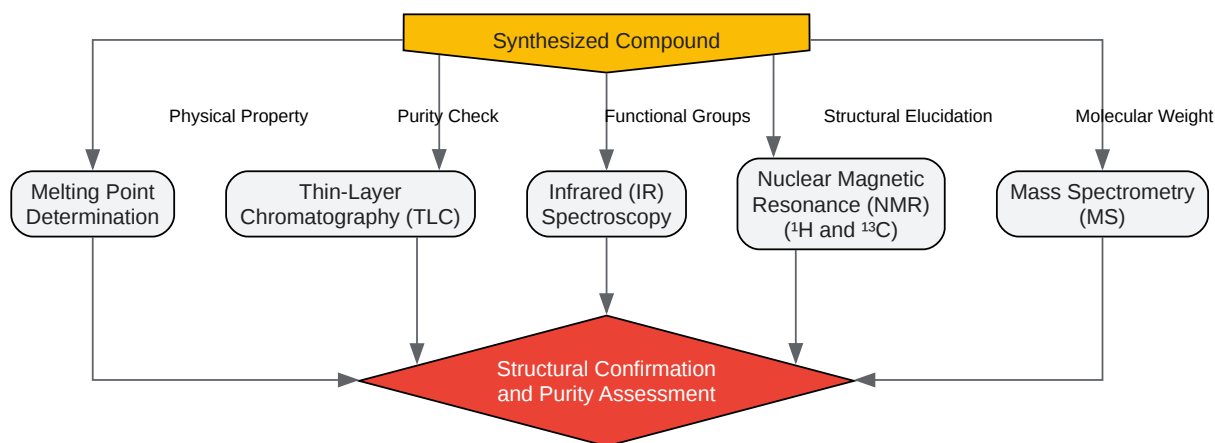 Synthesized Compound
Physical Property
Purity Check
Functional Groups
Structural Elucidation
Molecular Weight
Melting Point
Determination
Thin-Layer
Chromatography (TLC)
Infrared (IR)
Spectroscopy
Nuclear Magnetic
Resonance (NMR)
(¹H and ¹³C)
Mass Spectrometry
(MS)
Structural Confirmation
and Purity Assessment